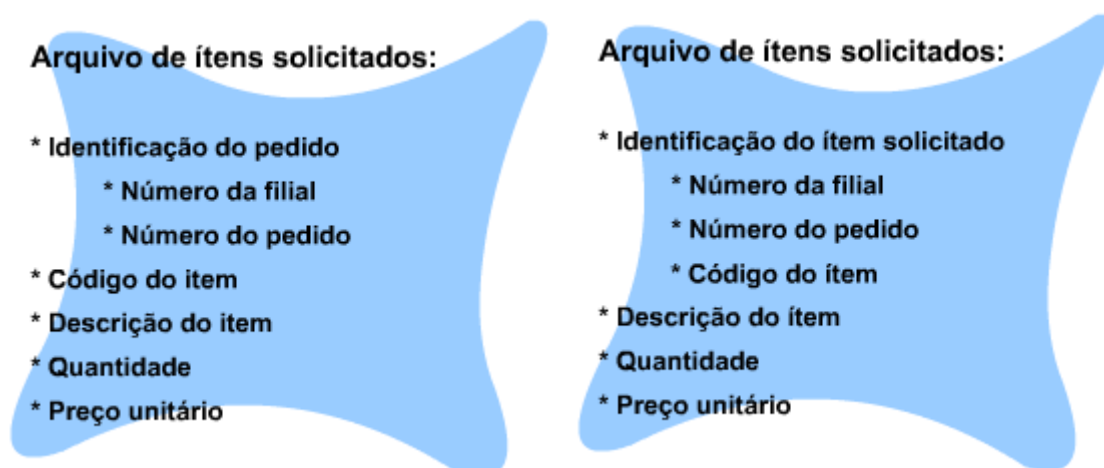 Arquivo de ítens solicitados:
* Identificação do pedido
* Número da filial
* Número do pedido
* Código do item
* Descrição do item
* Quantidade
* Preço unitário
Arquivo de ítens solicitados:
* Identificação do ítem solicitado
* Número da filial
* Número do pedido
* Código do ítem
* Descrição do ítem
* Quantidade
* Preço unitário